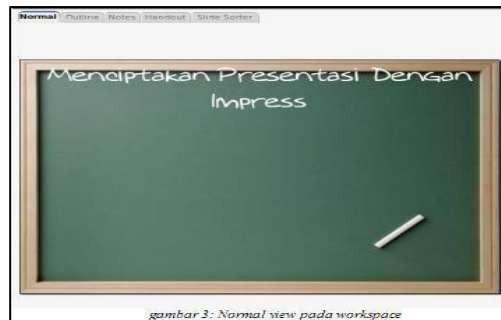 Normal Outline Notes Handout Slide Sorter
Menciptakan Presentasi Dengan
Impress
gambar 3: Normal view pada workspace